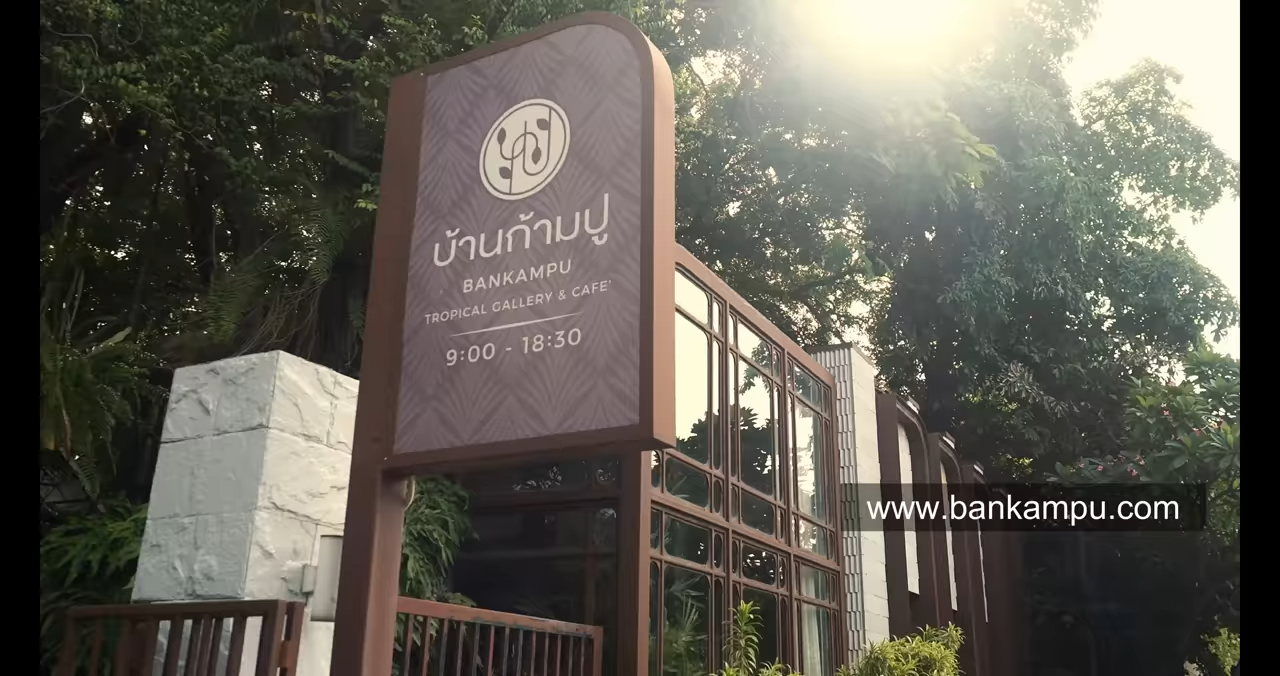 บ้านก้ามปู
BANKAMPU
TROPICAL GALLERY & CAFE'
9:00 - 18:30
www.bankampu.com